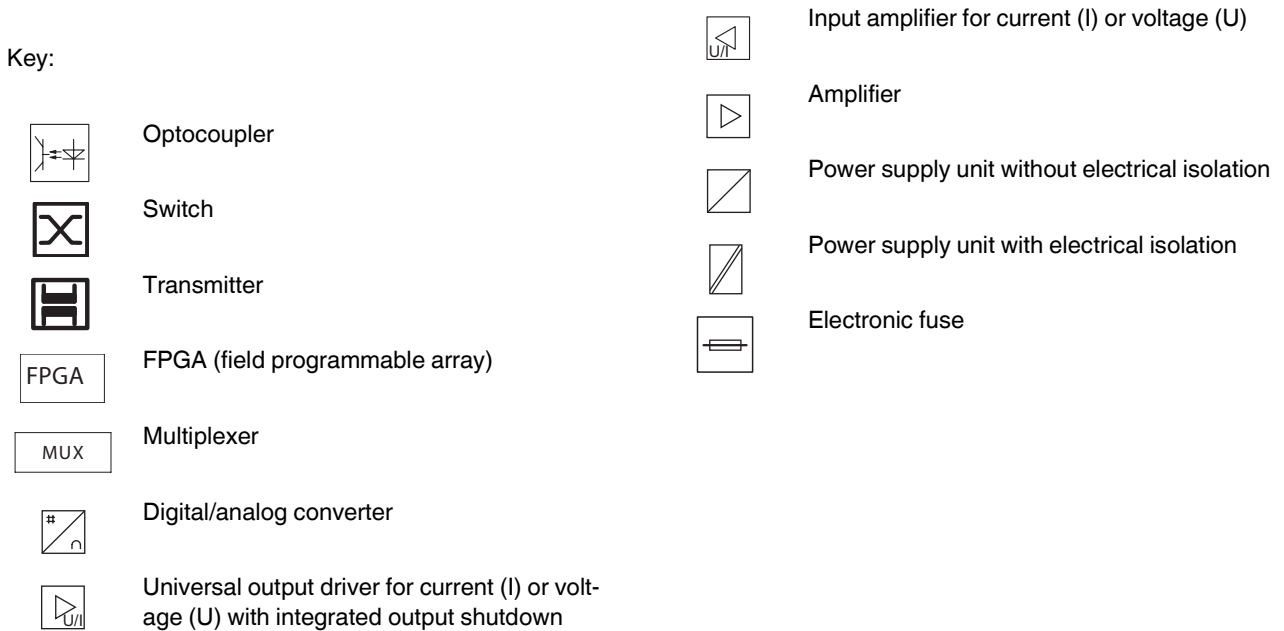 Key:
Optocoupler
Switch
Transmitter
FPGA
FPGA (field programmable array)
MUX
Multiplexer
#
∩
Digital/analog converter
U/I
Universal output driver for current (I) or volt-
age (U) with integrated output shutdown
U/I
Input amplifier for current (I) or voltage (U)
Amplifier
Power supply unit without electrical isolation
Power supply unit with electrical isolation
Electronic fuse